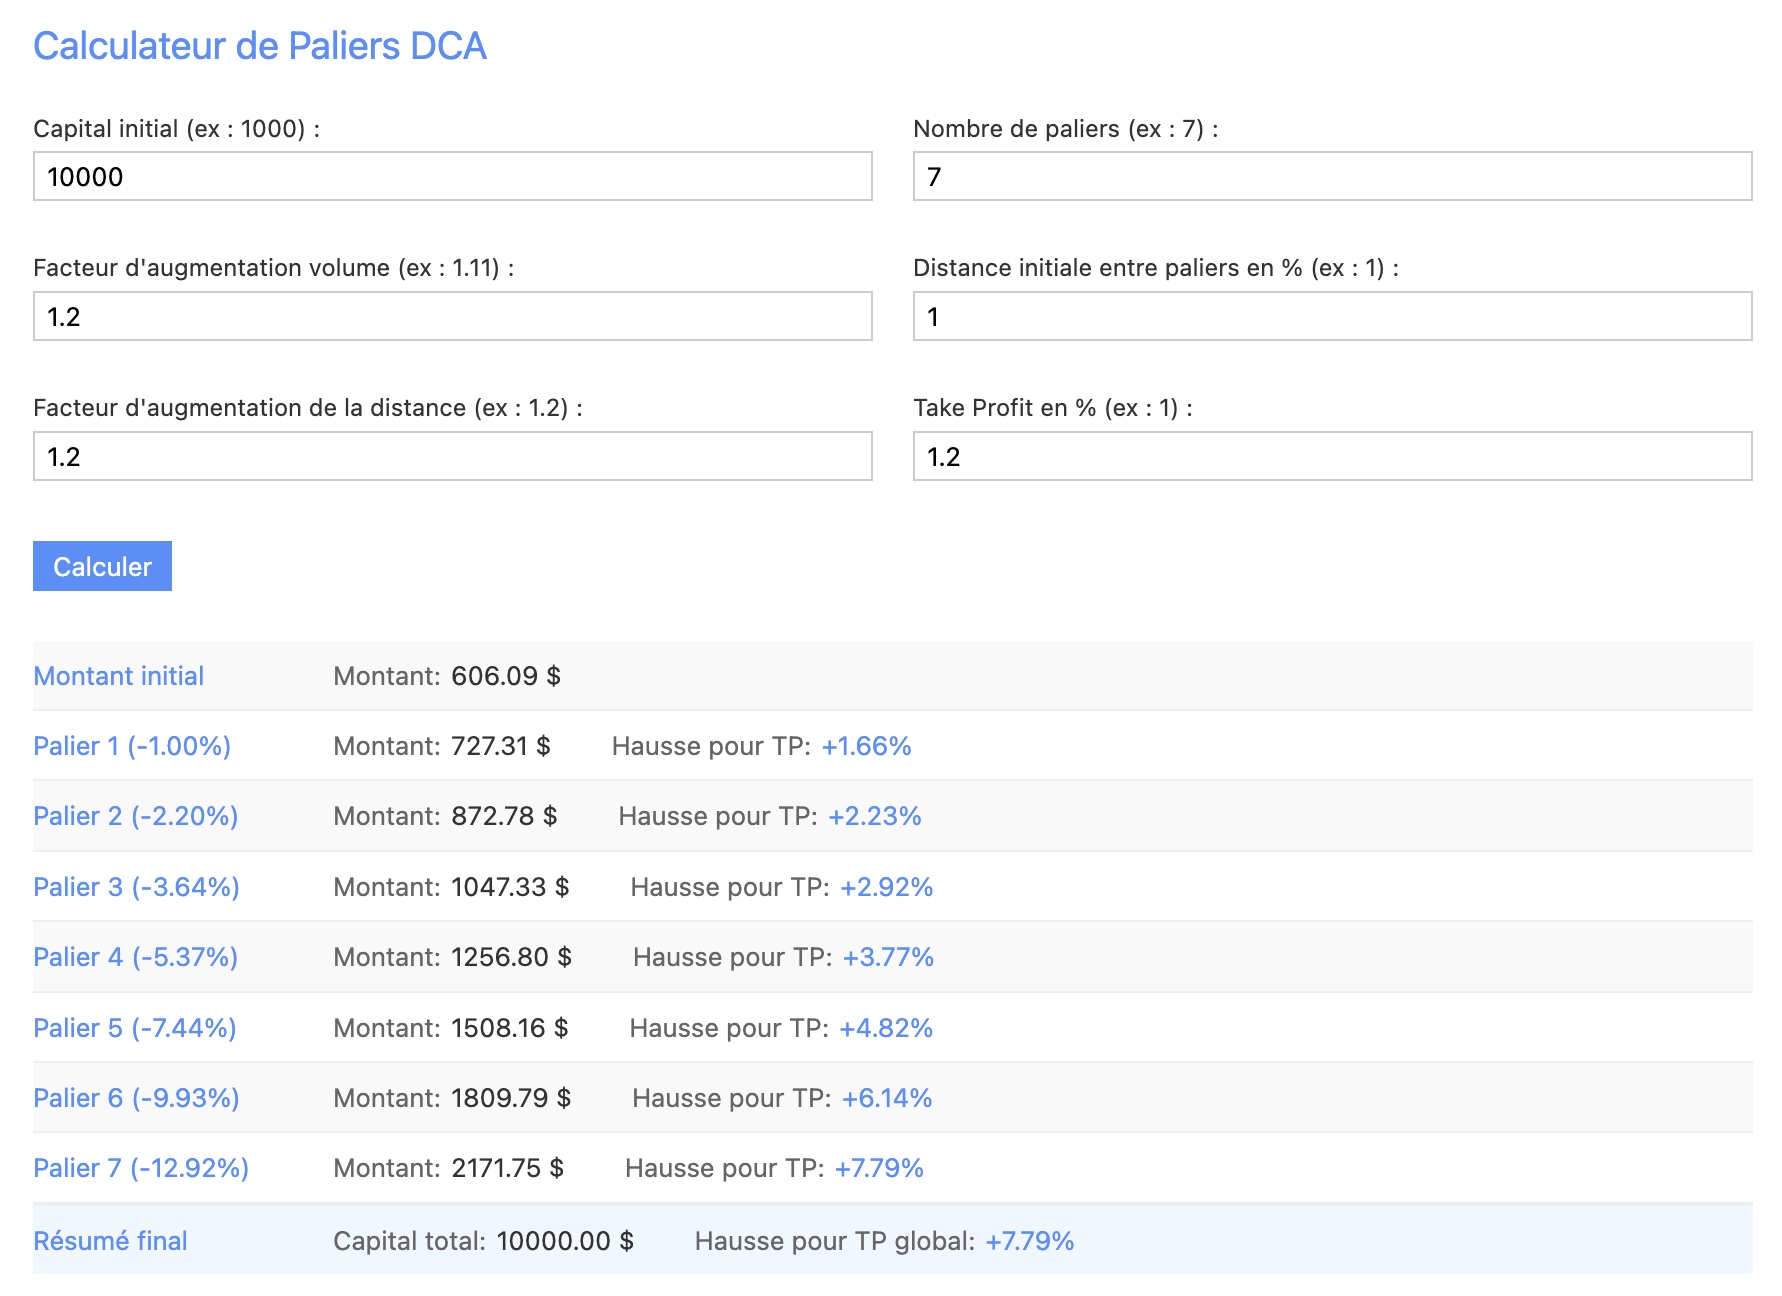 Calculateur de Paliers DCA
Capital initial (ex : 1000) :
Nombre de paliers (ex : 7) :
10000
7
Facteur d'augmentation volume (ex : 1.11) :
Distance initiale entre paliers en % (ex : 1) :
1.2
1
Facteur d'augmentation de la distance (ex : 1.2) :
Take Profit en % (ex : 1) :
1.2
1.2
Calculer
Montant initial Montant: 606.09 $
Palier 1 (-1.00%) Montant: 727.31 $ Hausse pour TP: +1.66%
Palier 2 (-2.20%) Montant: 872.78 $ Hausse pour TP: +2.23%
Palier 3 (-3.64%) Montant: 1047.33 $ Hausse pour TP: +2.92%
Palier 4 (-5.37%) Montant: 1256.80 $ Hausse pour TP: +3.77%
Palier 5 (-7.44%) Montant: 1508.16 $ Hausse pour TP: +4.82%
Palier 6 (-9.93%) Montant: 1809.79 $ Hausse pour TP: +6.14%
Palier 7 (-12.92%) Montant: 2171.75 $ Hausse pour TP: +7.79%
Résumé final Capital total: 10000.00 $ Hausse pour TP global: +7.79%